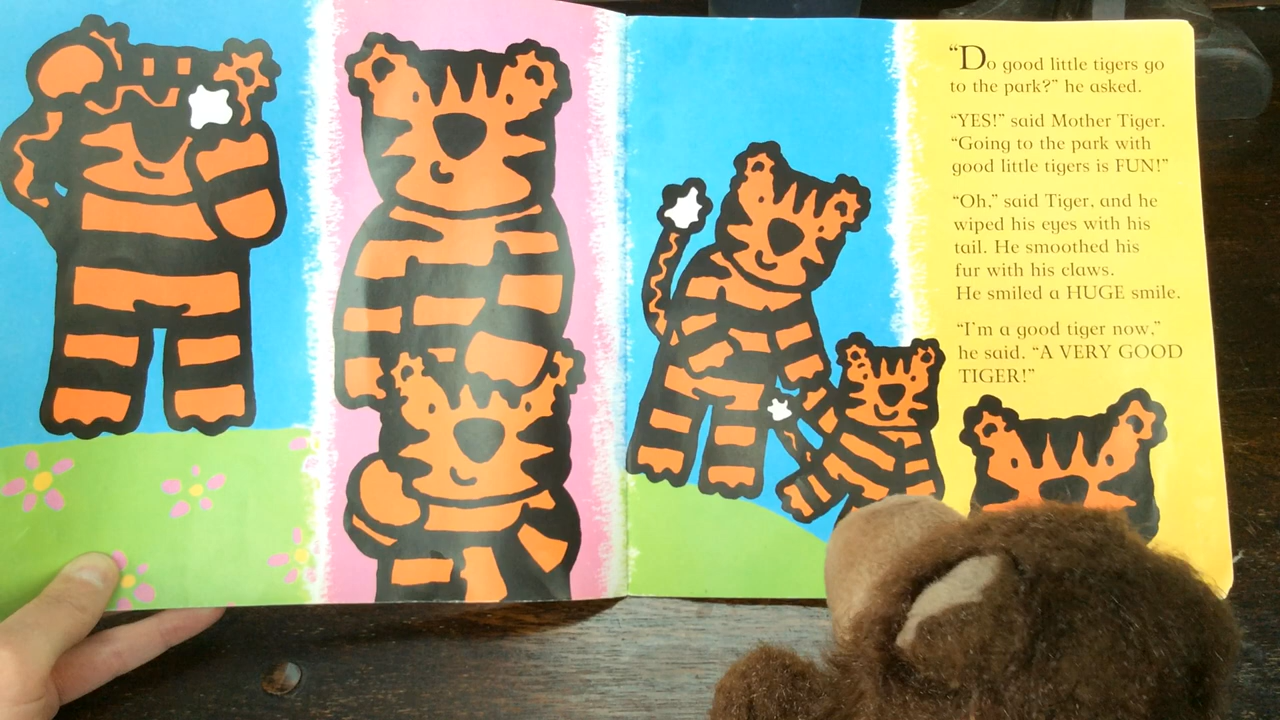 “Do good little tigers go
to the park?” he asked.
“YES!” said Mother Tiger.
“Going to the park with
good little tigers is FUN!”
“Oh,” said Tiger, and he
wiped his eyes with his
tail. He smoothed his
fur with his claws.
He smiled a HUGE smile.
“I’m a good tiger now,”
he said. “A VERY GOOD
TIGER!”